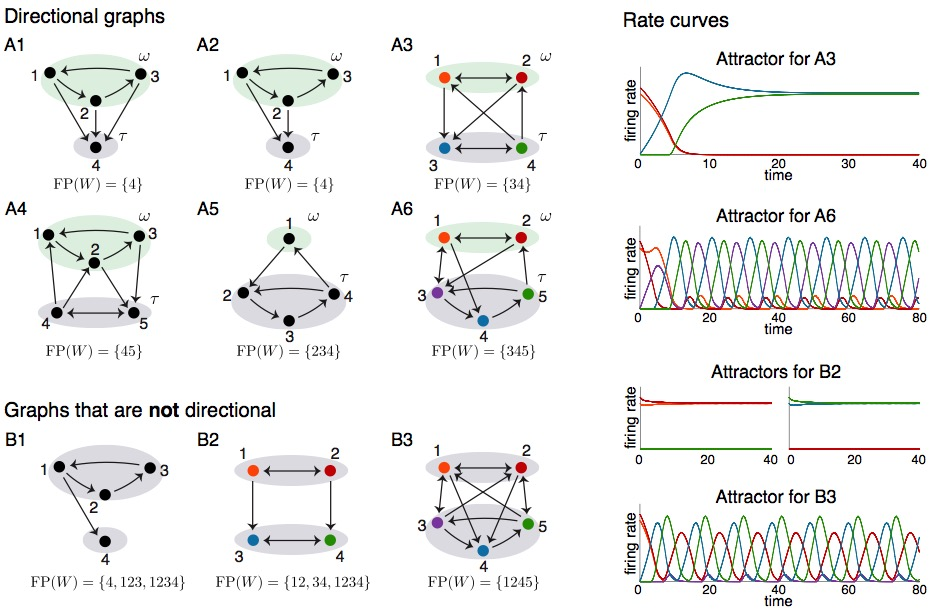 Directional graphs
A1
ω
1
3
2
τ
4
FP(W) = {4}
A2
ω
1
3
2
τ
4
FP(W) = {4}
A3
1
2
ω
τ
3
4
FP(W) = {34}
A4
ω
1
3
2
τ
4
5
FP(W) = {45}
A5
ω
1
τ
2
4
3
FP(W) = {234}
A6
1
2
ω
τ
3
5
4
FP(W) = {345}
Graphs that are not directional
B1
1
3
2
4
FP(W) = {4, 123, 1234}
B2
1
2
3
4
FP(W) = {12, 34, 1234}
B3
1
2
3
5
4
FP(W) = {1245}
Rate curves
Attractor for A3
firing rate
0 10 20 30 40
time
Attractor for A6
firing rate
0 20 40 60 80
time
Attractors for B2
firing rate
0 20 40
0 20 40
Attractor for B3
firing rate
0 20 40 60 80
time